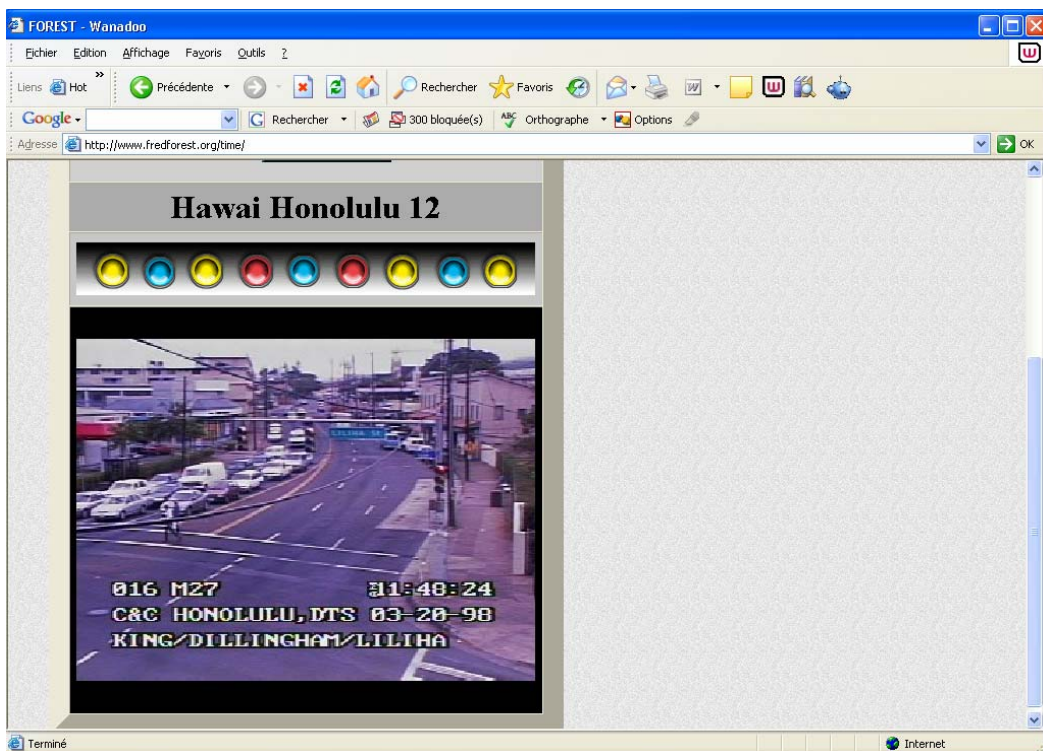 FOREST - Wanadoo
Fichier Edition Affichage Favoris Outils ?
Liens Hot » Précédente Rechercher Favoris
Google Rechercher 300 bloquée(s) ABC Orthographe Options
Adresse http://www.fredforest.org/time/ OK
Hawai Honolulu 12
LILIHA ST
016 M27 11:48:24
C&C HONOLULU,DTS 03-20-98
KING/DILLINGHAM/LILIHA
Terminé Internet